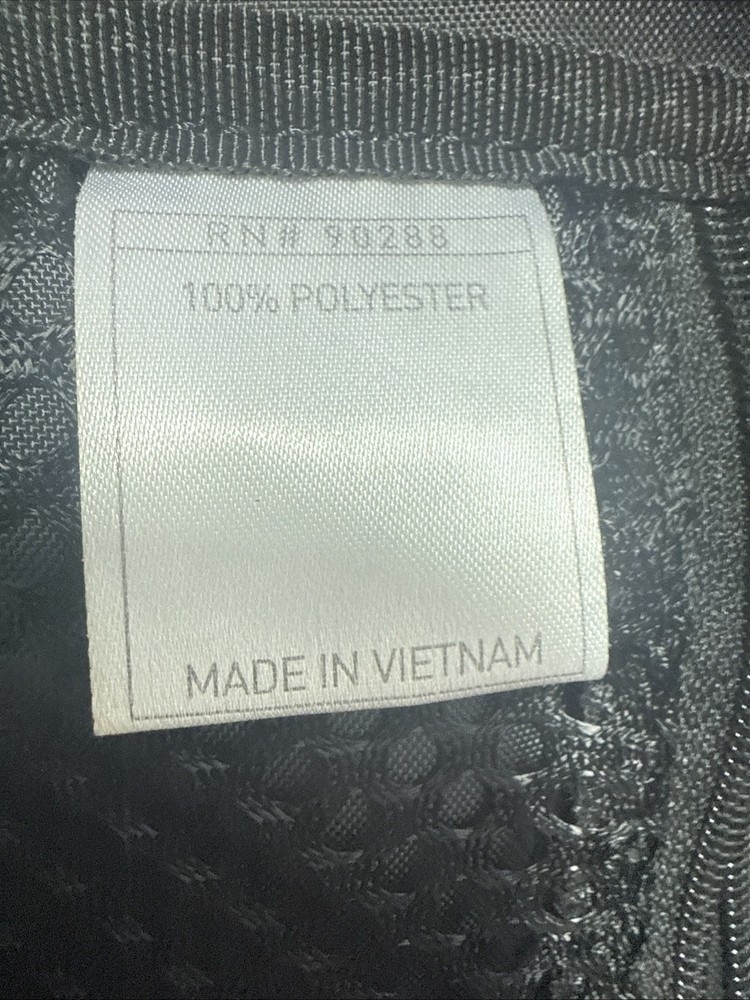 RN# 90288
100% POLYESTER
MADE IN VIETNAM